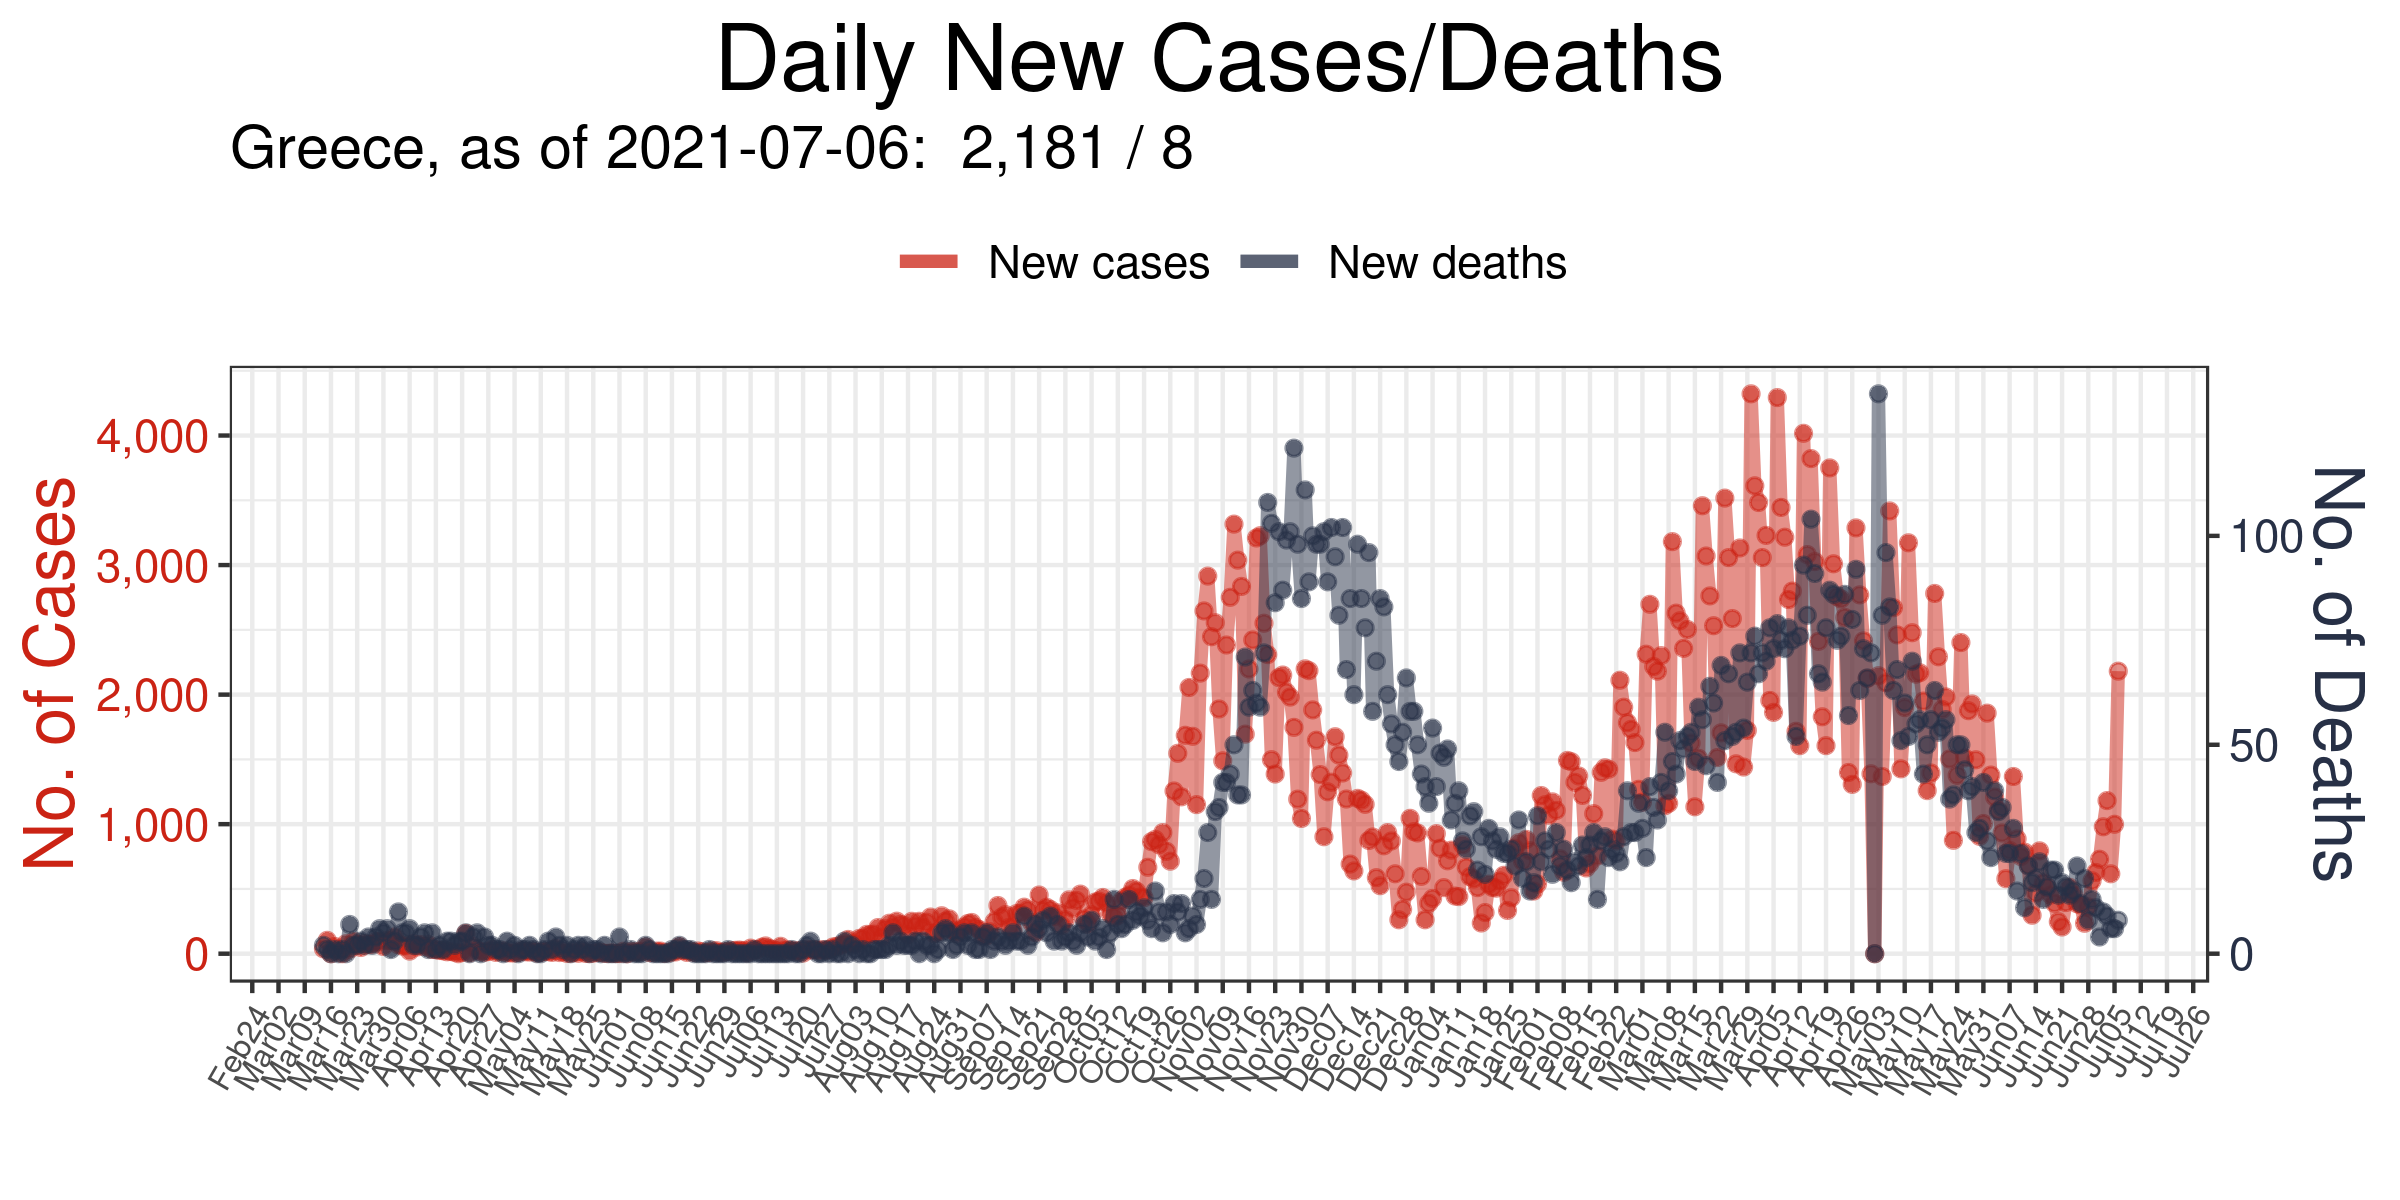 Daily New Cases/Deaths
Greece, as of 2021-07-06: 2,181 / 8
New cases
New deaths
No. of Cases
4,000
3,000
2,000
1,000
0
100
50
0
No. of Deaths
Feb24
Mar02
Mar09
Mar16
Mar23
Mar30
Apr06
Apr13
Apr20
Apr27
May04
May11
May18
May25
Jun01
Jun08
Jun15
Jun22
Jun29
Jul06
Jul13
Jul20
Jul27
Aug03
Aug10
Aug17
Aug24
Aug31
Sep07
Sep14
Sep21
Sep28
Oct05
Oct12
Oct19
Oct26
Nov02
Nov09
Nov16
Nov23
Nov30
Dec07
Dec14
Dec21
Dec28
Jan04
Jan11
Jan18
Jan25
Feb01
Feb08
Feb15
Feb22
Mar01
Mar08
Mar15
Mar22
Mar29
Apr05
Apr12
Apr19
Apr26
May03
May10
May17
May24
May31
Jun07
Jun14
Jun21
Jun28
Jul05
Jul12
Jul19
Jul26